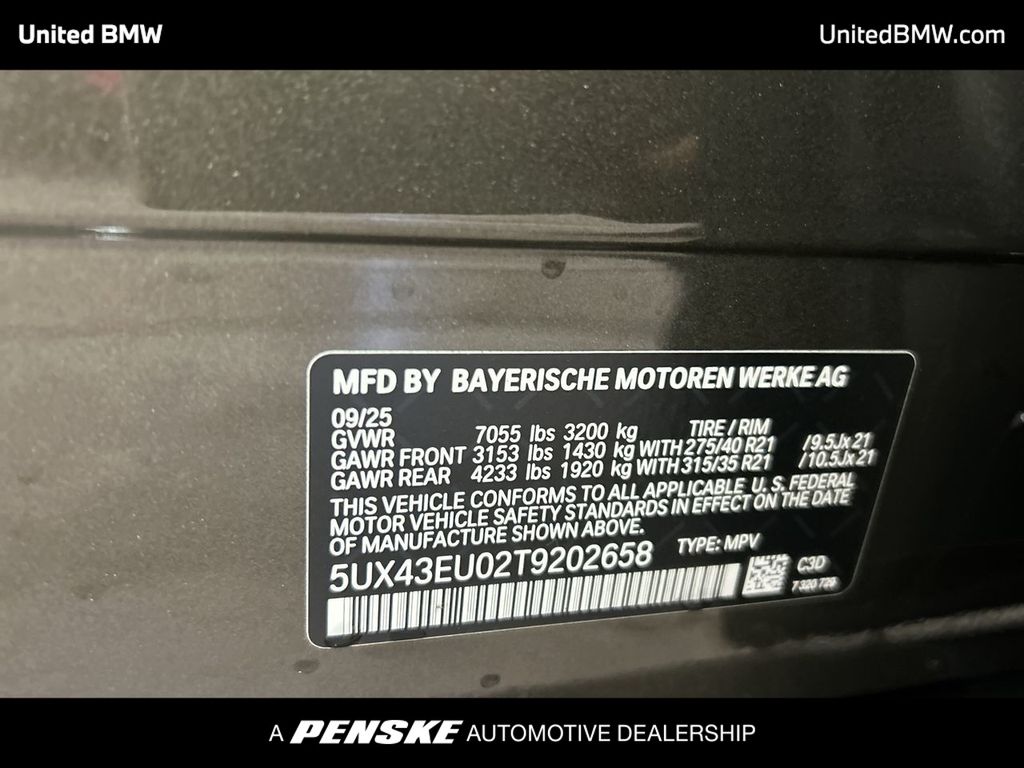 United BMW
UnitedBMW.com
MFD BY BAYERISCHE MOTOREN WERKE AG
09/25
GVWR 7055 lbs 3200 kg TIRE / RIM
GAWR FRONT 3153 lbs 1430 kg WITH 275/40 R21 /9.5Jx21
GAWR REAR 4233 lbs 1920 kg WITH 315/35 R21 /10.5Jx21
THIS VEHICLE CONFORMS TO ALL APPLICABLE U. S. FEDERAL
MOTOR VEHICLE SAFETY STANDARDS IN EFFECT ON THE DATE
OF MANUFACTURE SHOWN ABOVE.
5UX43EU02T9202658 TYPE: MPV
C3D
7 320 729
A PENSKE AUTOMOTIVE DEALERSHIP